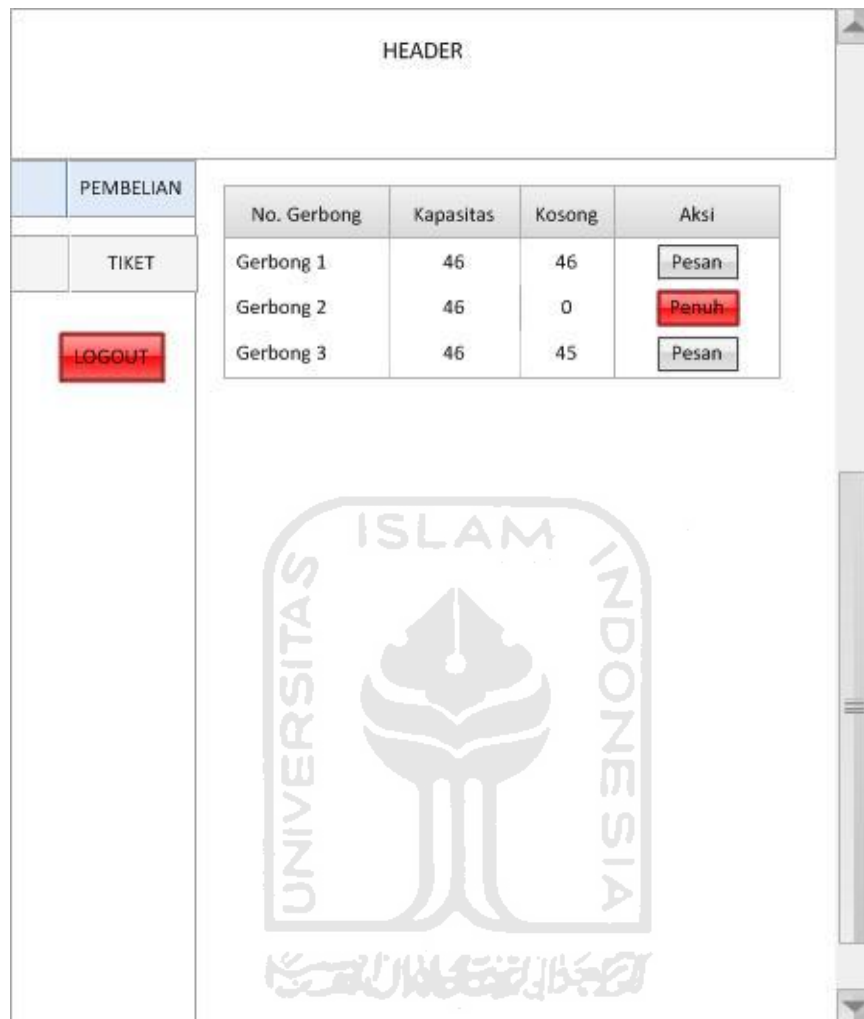 HEADER
PEMBELIAN
TIKET
LOGOUT
No. Gerbong Kapasitas Kosong Aksi
Gerbong 1 46 46 Pesan
Gerbong 2 46 0 Penuh
Gerbong 3 46 45 Pesan
UNIVERSITAS ISLAM INDONESIA